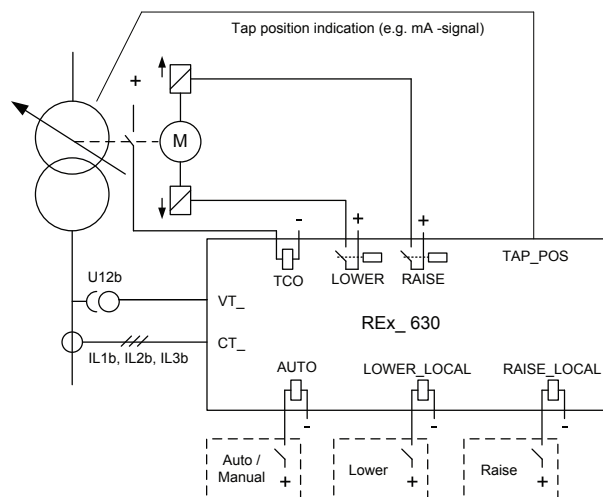 Tap position indication (e.g. mA -signal)
+
M
+
+
-
TCO
LOWER
RAISE
TAP_POS
U12b
VT_
REx_ 630
IL1b, IL2b, IL3b
CT_
AUTO
LOWER_LOCAL
RAISE_LOCAL
-
-
-
Auto /
Manual
Lower
Raise
+
+
+